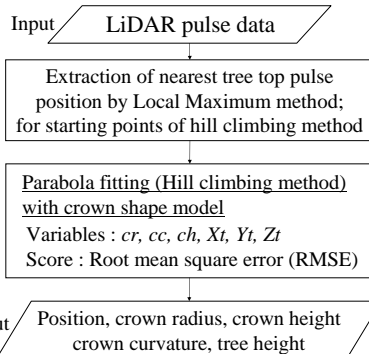 Input
LiDAR pulse data
Extraction of nearest tree top pulse
position by Local Maximum method;
for starting points of hill climbing method
Parabola fitting (Hill climbing method)
with crown shape model
Variables : cr, cc, ch, Xt, Yt, Zt
Score : Root mean square error (RMSE)
Position, crown radius, crown height
crown curvature, tree height